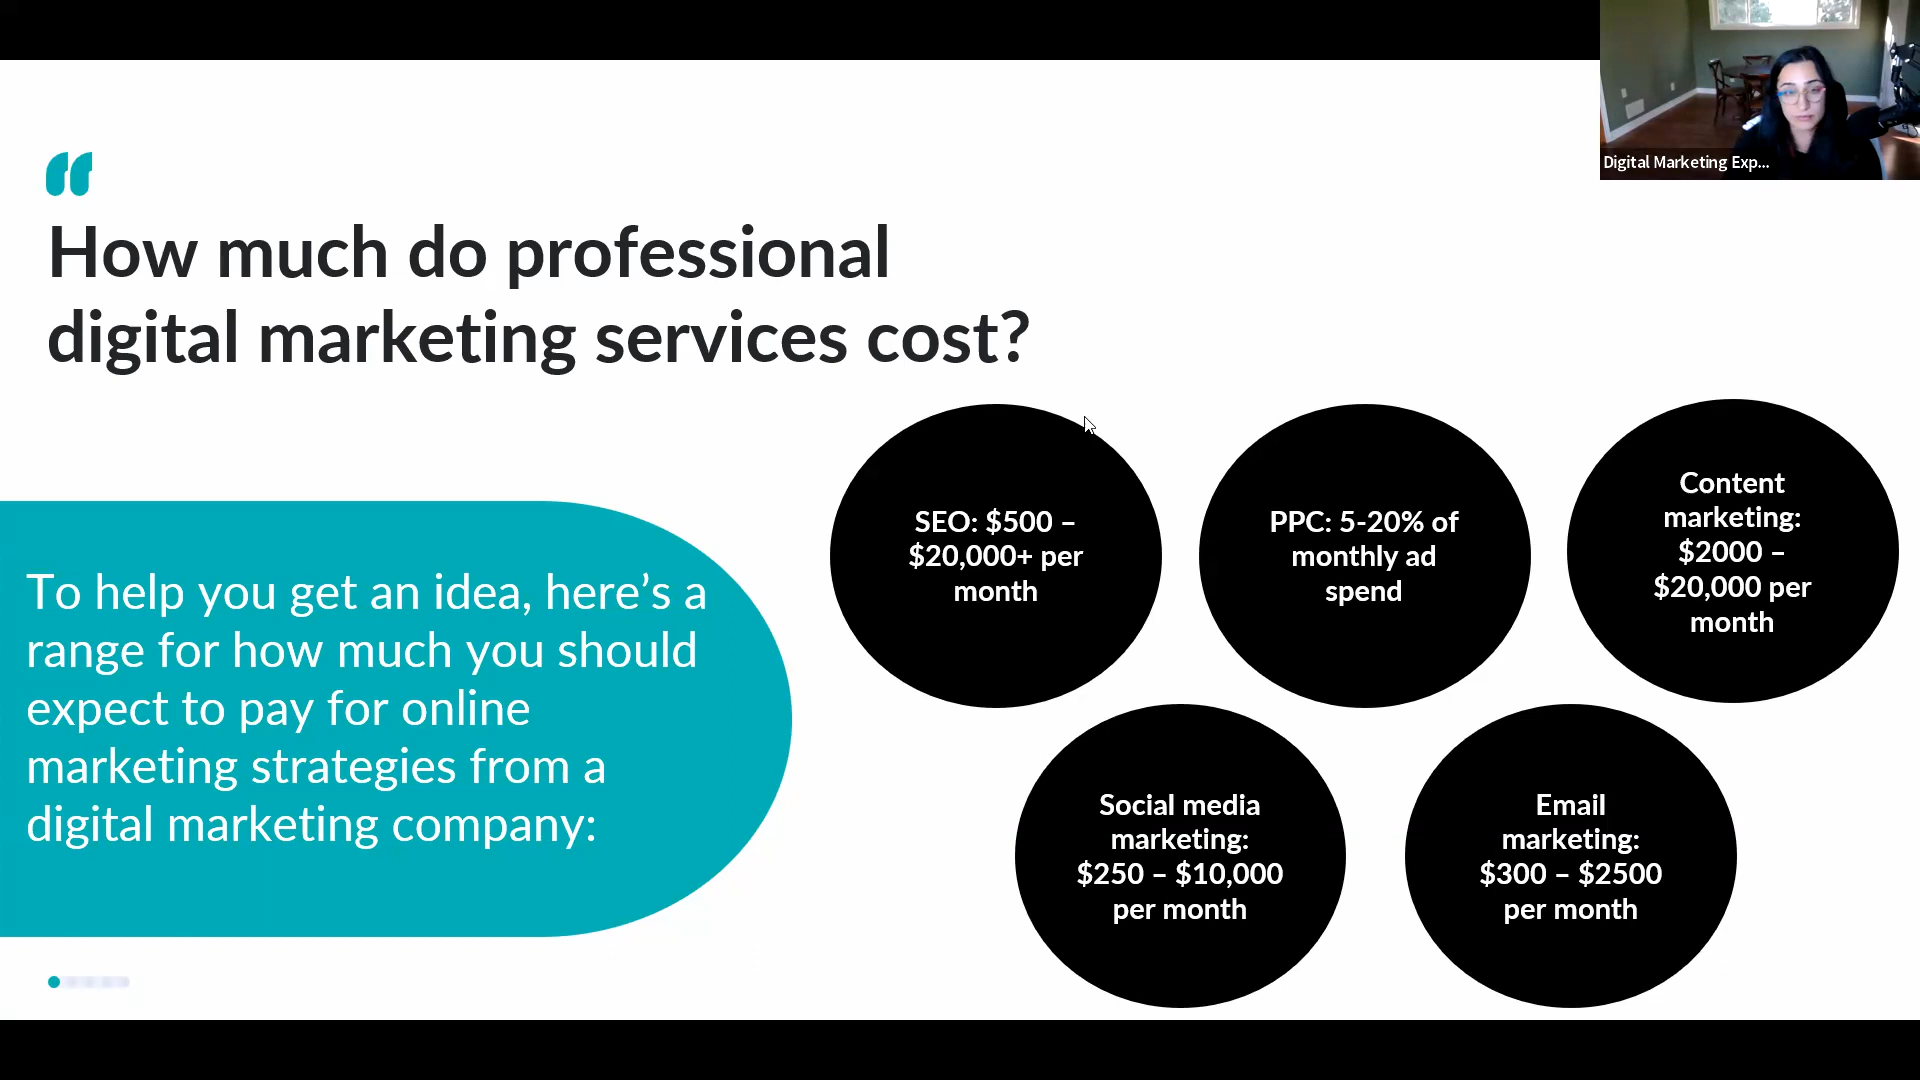 Digital Marketing Exp...
“
How much do professional
digital marketing services cost?
To help you get an idea, here’s a
range for how much you should
expect to pay for online
marketing strategies from a
digital marketing company:
SEO: $500 –
$20,000+ per
month
PPC: 5-20% of
monthly ad
spend
Content
marketing:
$2000 –
$20,000 per
month
Social media
marketing:
$250 – $10,000
per month
Email
marketing:
$300 – $2500
per month